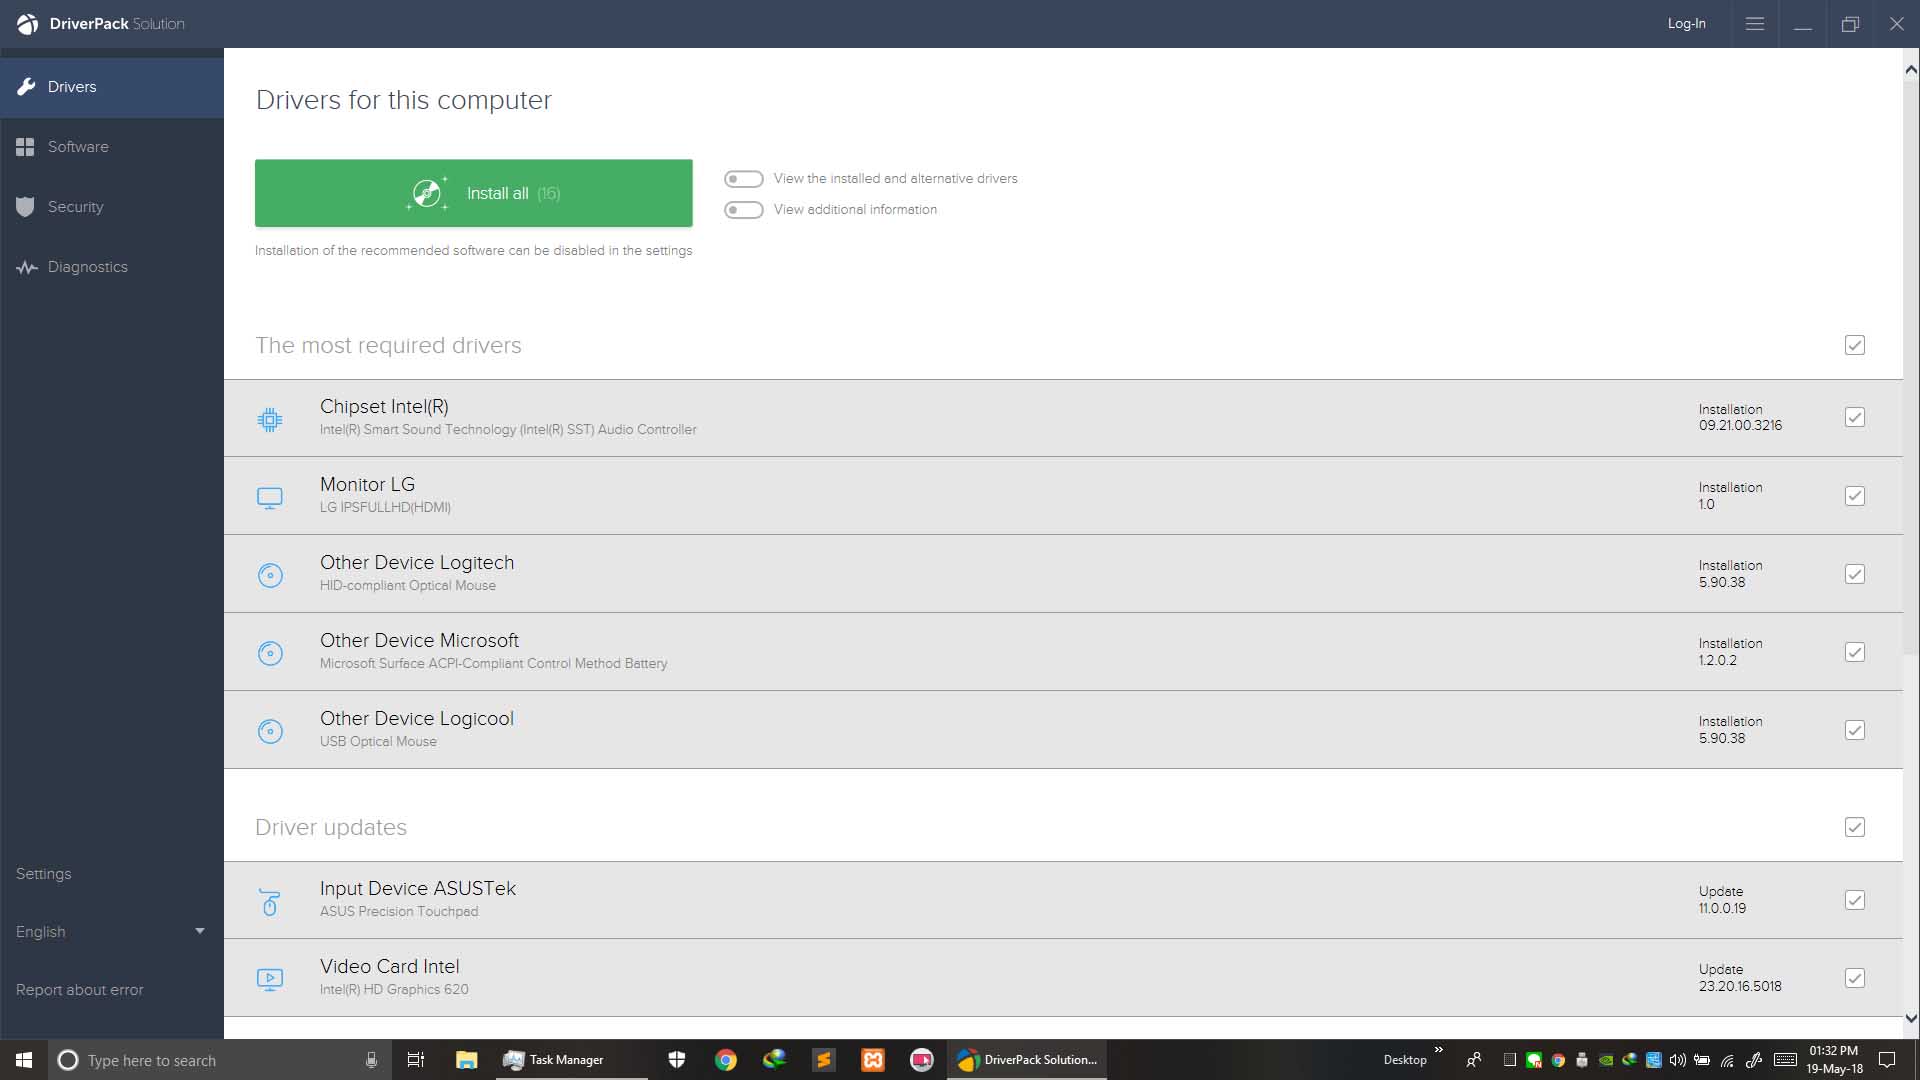 DriverPack Solution
Log-In
Drivers
Software
Security
Diagnostics
Settings
English
Report about error
Drivers for this computer
Install all (16)
View the installed and alternative drivers
View additional information
Installation of the recommended software can be disabled in the settings
The most required drivers
Chipset Intel(R)
Intel(R) Smart Sound Technology (Intel(R) SST) Audio Controller
Installation
09.21.00.3216
Monitor LG
LG IPSFULLHD(HDMI)
Installation
1.0
Other Device Logitech
HID-compliant Optical Mouse
Installation
5.90.38
Other Device Microsoft
Microsoft Surface ACPI-Compliant Control Method Battery
Installation
1.2.0.2
Other Device Logicool
USB Optical Mouse
Installation
5.90.38
Driver updates
Input Device ASUSTek
ASUS Precision Touchpad
Update
11.0.0.19
Video Card Intel
Intel(R) HD Graphics 620
Update
23.20.16.5018
Type here to search
Task Manager
DriverPack Solution...
Desktop
01:32 PM
19-May-18